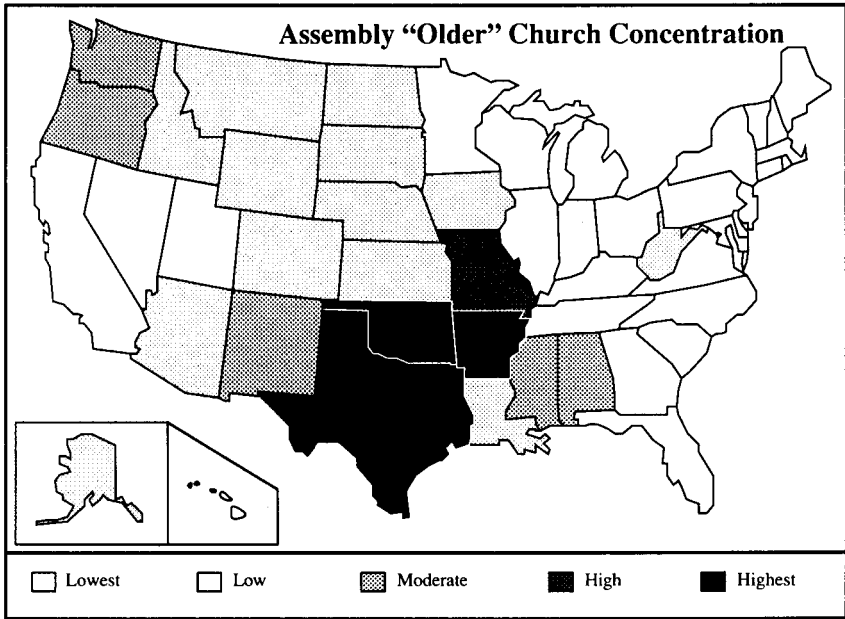 Assembly “Older” Church Concentration
Lowest Low Moderate High Highest